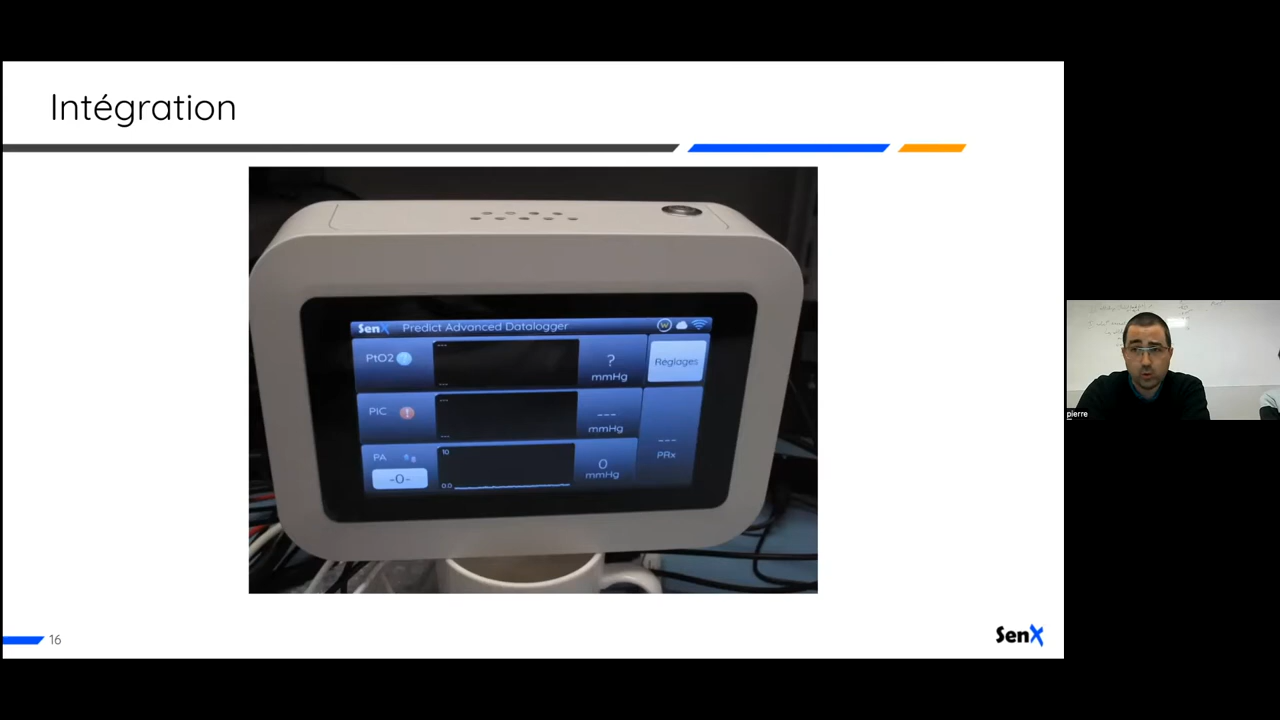 Intégration
SenX Predict Advanced Datalogger
W
PtO2
?
mmHg
Réglages
PIC
!
---
mmHg
---
PRx
PA
-0-
10
0.0
0
mmHg
16
SenX
pierre